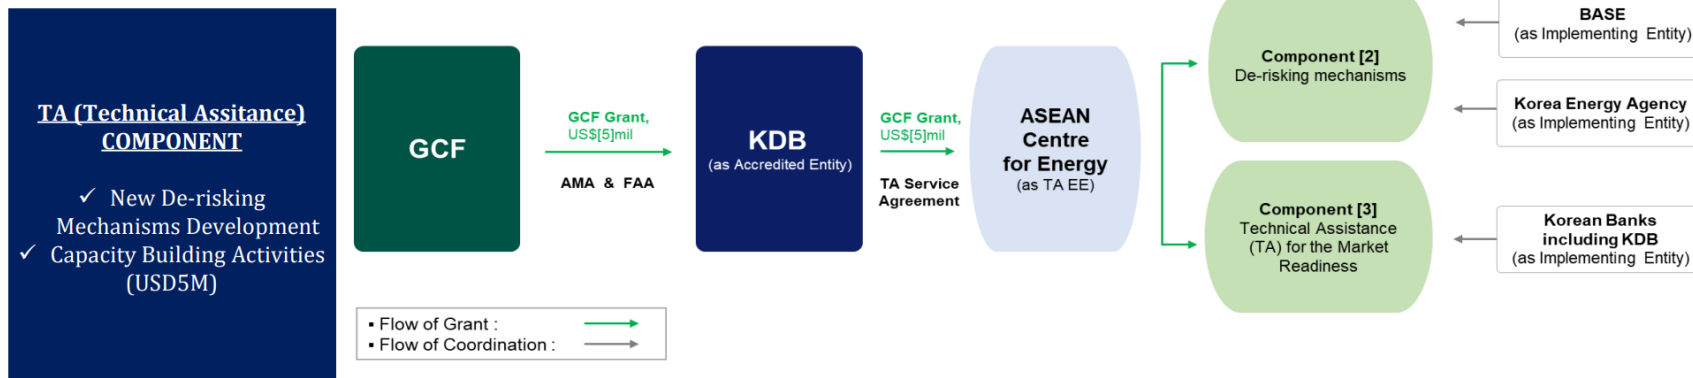 TA (Technical Assitance)
COMPONENT
✓ New De-risking
Mechanisms Development
✓ Capacity Building Activities
(USD5M)
GCF
GCF Grant,
US$[5]mil
AMA & FAA
KDB
(as Accredited Entity)
GCF Grant,
US$[5]mil
TA Service
Agreement
ASEAN
Centre
for Energy
(as TA EE)
Component [2]
De-risking mechanisms
Component [3]
Technical Assistance
(TA) for the Market
Readiness
BASE
(as Implementing Entity)
Korea Energy Agency
(as Implementing Entity)
Korean Banks
including KDB
(as Implementing Entity)
▪ Flow of Grant :
▪ Flow of Coordination :